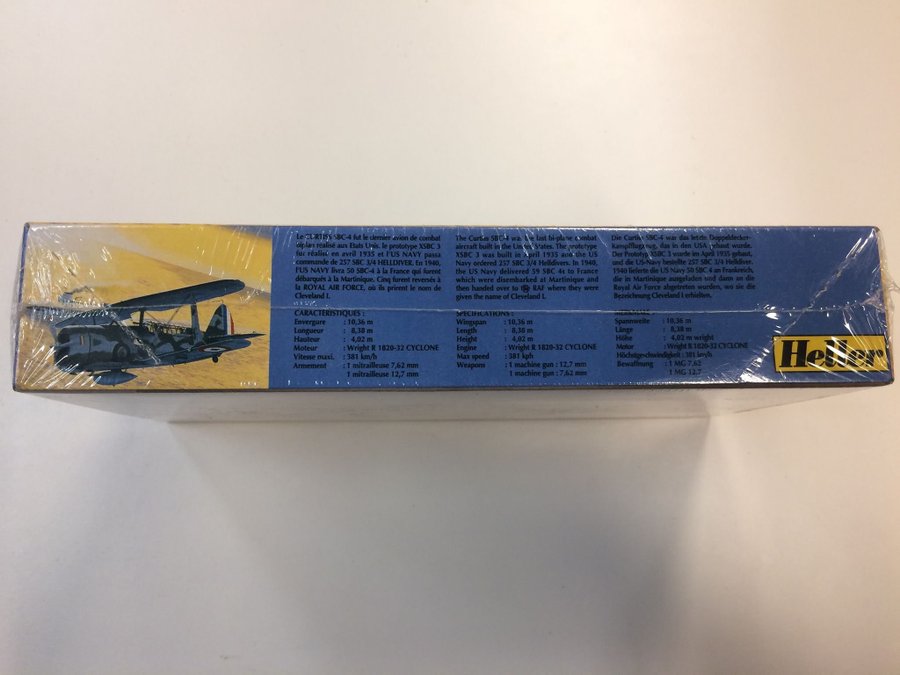 Le CURTISS SBC-4 fut le dernier avion de combat
biplan réalisé aux Etats Unis. le prototype XSBC 3
fut réalisé en avril 1935 et l'US NAVY passa
commande de 257 SBC 3/4 HELLDIVER. En 1940,
l'US NAVY livra 50 SBC-4 à la France qui furent
débarqués à la Martinique. Cinq furent reversés à
la ROYAL AIR FORCE, où ils prirent le nom de
Cleveland I.
CARACTÉRISTIQUES :
Envergure : 10,36 m
Longueur : 8,38 m
Hauteur : 4,02 m
Moteur : Wright R 1820-32 CYCLONE
Vitesse maxi. : 381 km/h
Armement : 1 mitrailleuse 7,62 mm
1 mitrailleuse 12,7 mm
The Curtiss SBC-4 was the last bi-plane combat
aircraft built in the United States. The prototype
XSBC 3 was built in April 1935 and the US
Navy ordered 257 SBC 3/4 Helldivers. In 1940,
the US Navy delivered 59 SBC 4s to France
which were disembarked at Martinique and
then handed over to the RAF where they were
given the name of Cleveland I.
SPECIFICATIONS :
Wingspan : 10,36 m
Length : 8,38 m
Height : 4,02 m
Engine : Wright R 1820-32 CYCLONE
Max speed : 381 kph
Weapons : 1 machine gun : 12,7 mm
1 machine gun : 7,62 mm
Die Curtiss SBC-4 war das letzte Doppeldecker-
Kampfflugzeug, das in den USA gebaut wurde.
Der Prototyp XSBC 3 wurde im April 1935 gebaut,
und die US-Navy bestellte 257 SBC 3/4 Helldiver.
1940 lieferte die US Navy 50 SBC 4 an Frankreich,
die in Martinique ausgeladen und dann an die
Royal Air Force abgetreten wurden, wo sie die
Bezeichnung Cleveland I erhielten.
Spannweite : 10,36 m
Länge : 8,38 m
Höhe : 4,02 m wright
Motor : Wright R 1820-32 CYCLONE
Höchstgeschwindigkeit : 381 km/h
Bewaffnung : 1 MG 7,62
1 MG 12,7
Heller